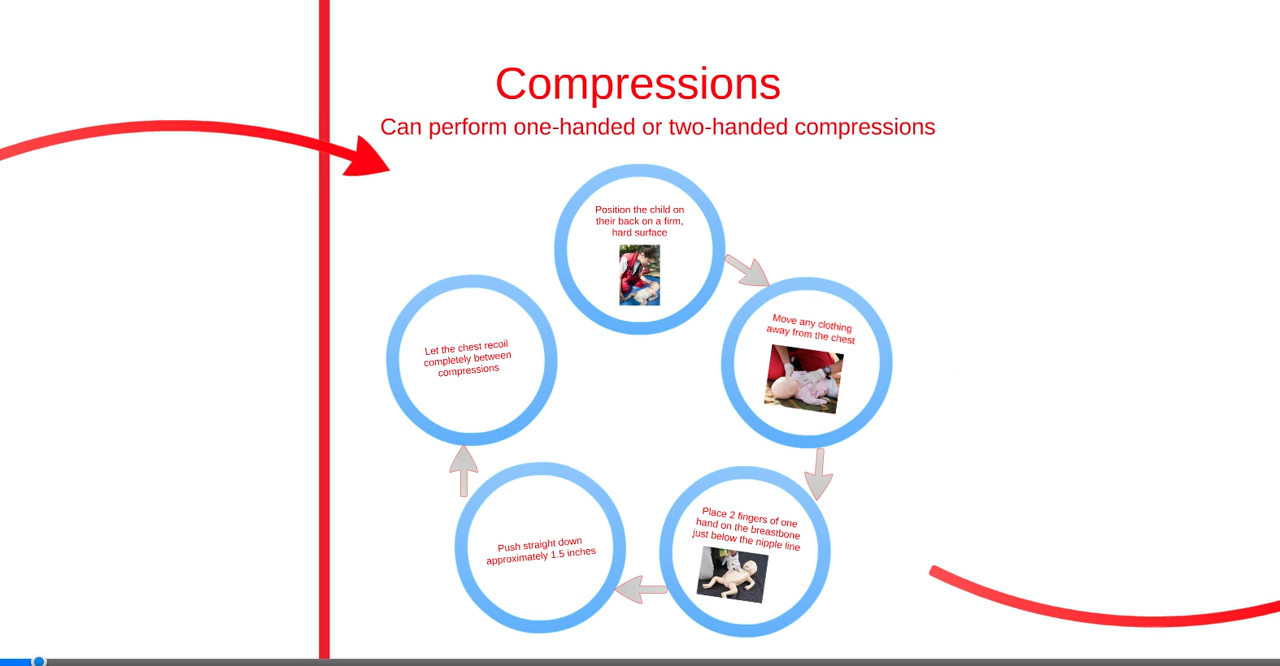 Compressions
Can perform one-handed or two-handed compressions
Position the child on
their back on a firm,
hard surface
Move any clothing
away from the chest
Place 2 fingers of one
hand on the breastbone
just below the nipple line
Push straight down
approximately 1.5 inches
Let the chest recoil
completely between
compressions